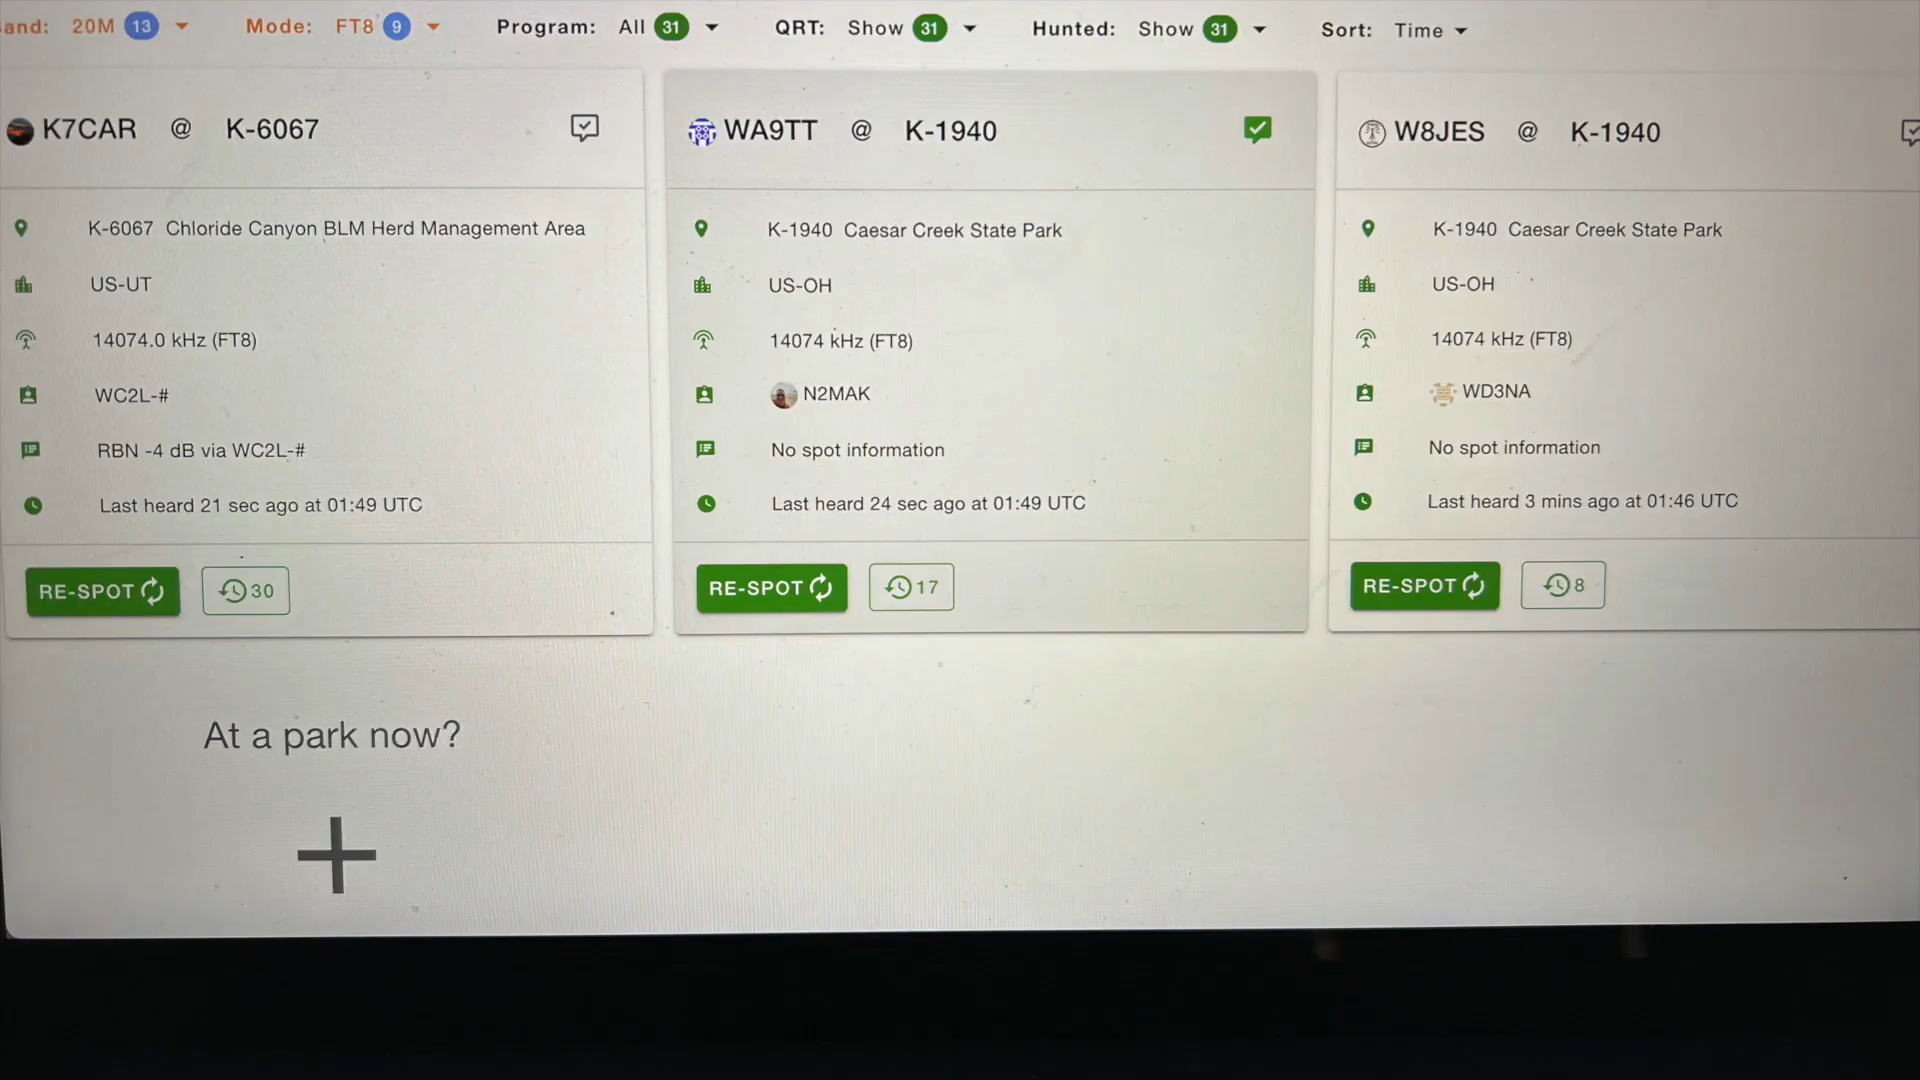 and: 20M 13 Mode: FT8 9 Program: All 31 QRT: Show 31 Hunted: Show 31 Sort: Time
K7CAR @ K-6067
K-6067 Chloride Canyon BLM Herd Management Area
US-UT
14074.0 kHz (FT8)
WC2L-#
RBN -4 dB via WC2L-#
Last heard 21 sec ago at 01:49 UTC
RE-SPOT 30
WA9TT @ K-1940
K-1940 Caesar Creek State Park
US-OH
14074 kHz (FT8)
N2MAK
No spot information
Last heard 24 sec ago at 01:49 UTC
RE-SPOT 17
W8JES @ K-1940
K-1940 Caesar Creek State Park
US-OH
14074 kHz (FT8)
WD3NA
No spot information
Last heard 3 mins ago at 01:46 UTC
RE-SPOT 8
At a park now?